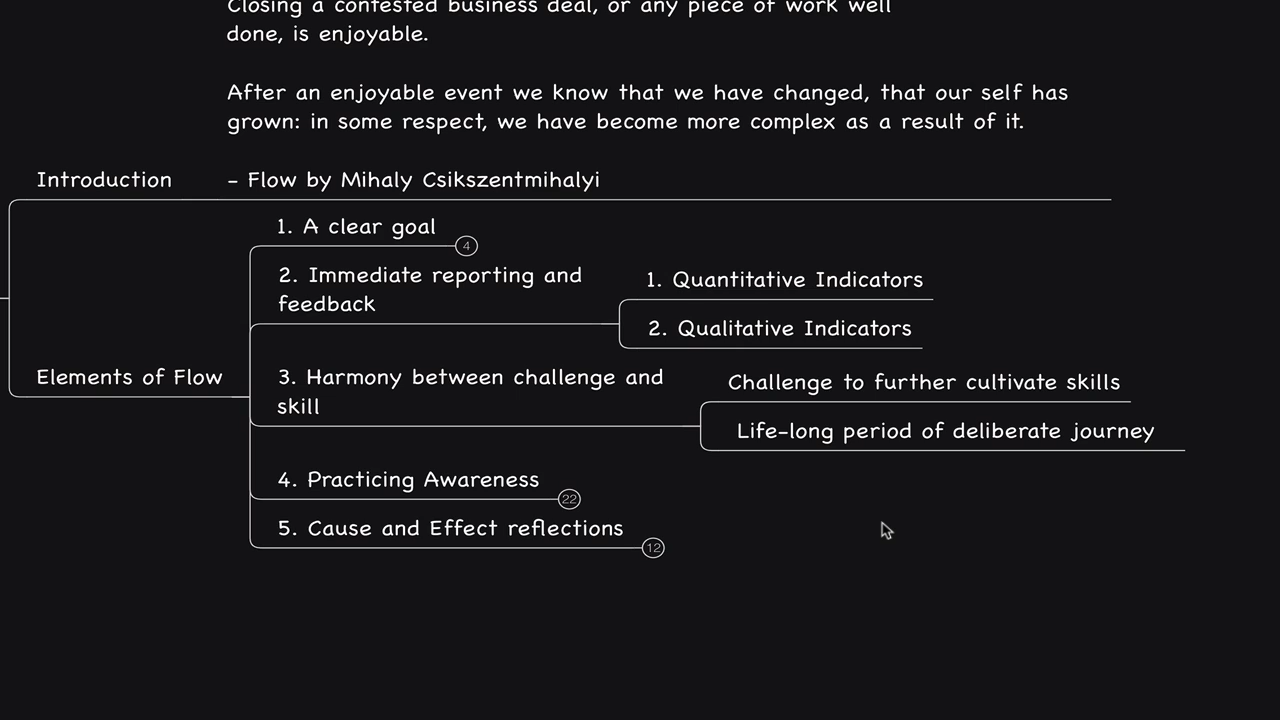 Closing a contested business deal, or any piece of work well
done, is enjoyable.
After an enjoyable event we know that we have changed, that our self has
grown: in some respect, we have become more complex as a result of it.
Introduction
– Flow by Mihaly Csikszentmihalyi
Elements of Flow
1. A clear goal
4
2. Immediate reporting and
feedback
1. Quantitative Indicators
2. Qualitative Indicators
3. Harmony between challenge and
skill
Challenge to further cultivate skills
Life-long period of deliberate journey
4. Practicing Awareness
22
5. Cause and Effect reflections
12